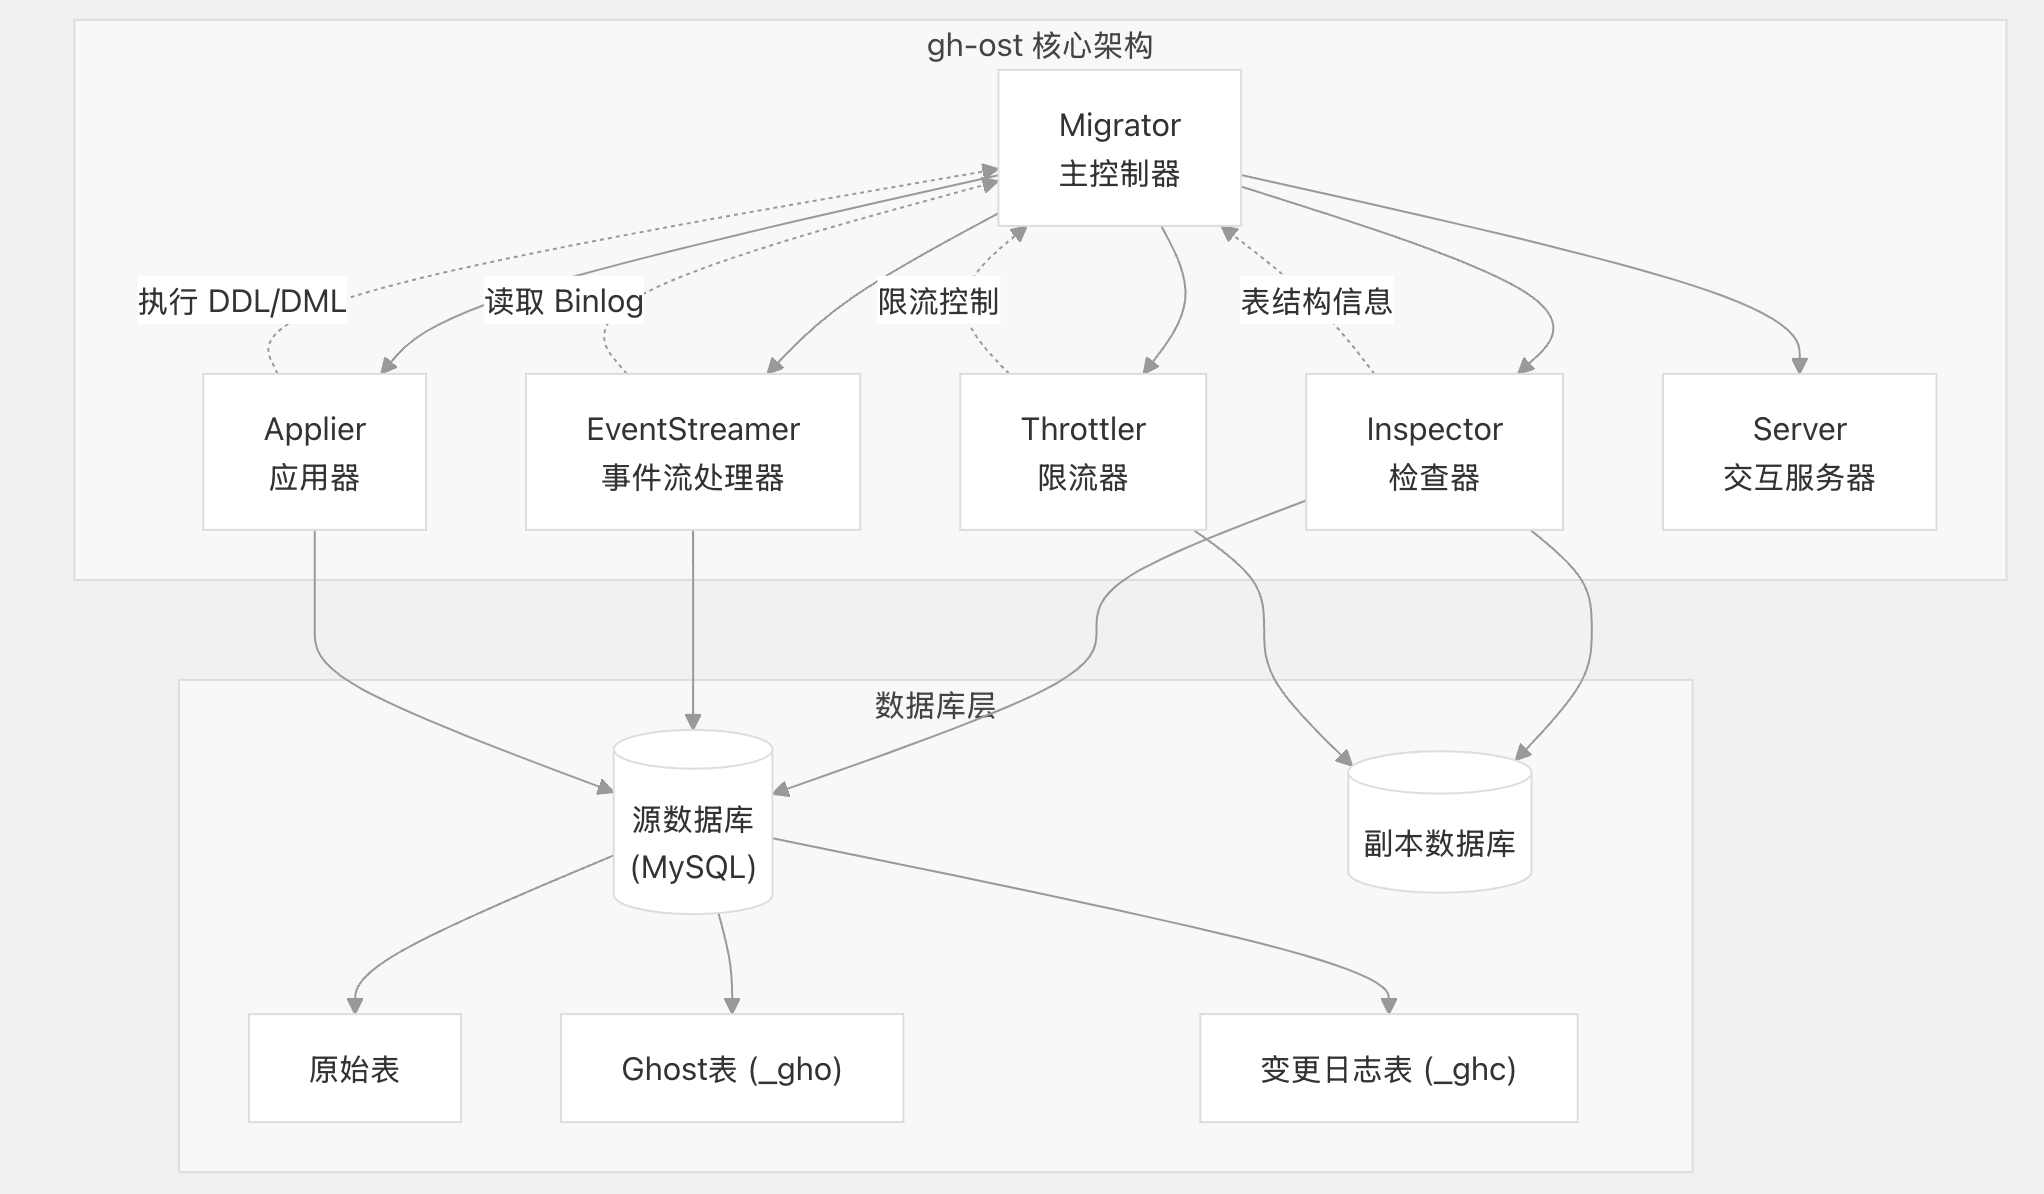 gh-ost 核心架构
Migrator
主控制器
执行 DDL/DML
读取 Binlog
限流控制
表结构信息
Applier
应用器
EventStreamer
事件流处理器
Throttler
限流器
Inspector
检查器
Server
交互服务器
数据库层
源数据库
(MySQL)
副本数据库
原始表
Ghost表 (_gho)
变更日志表 (_ghc)